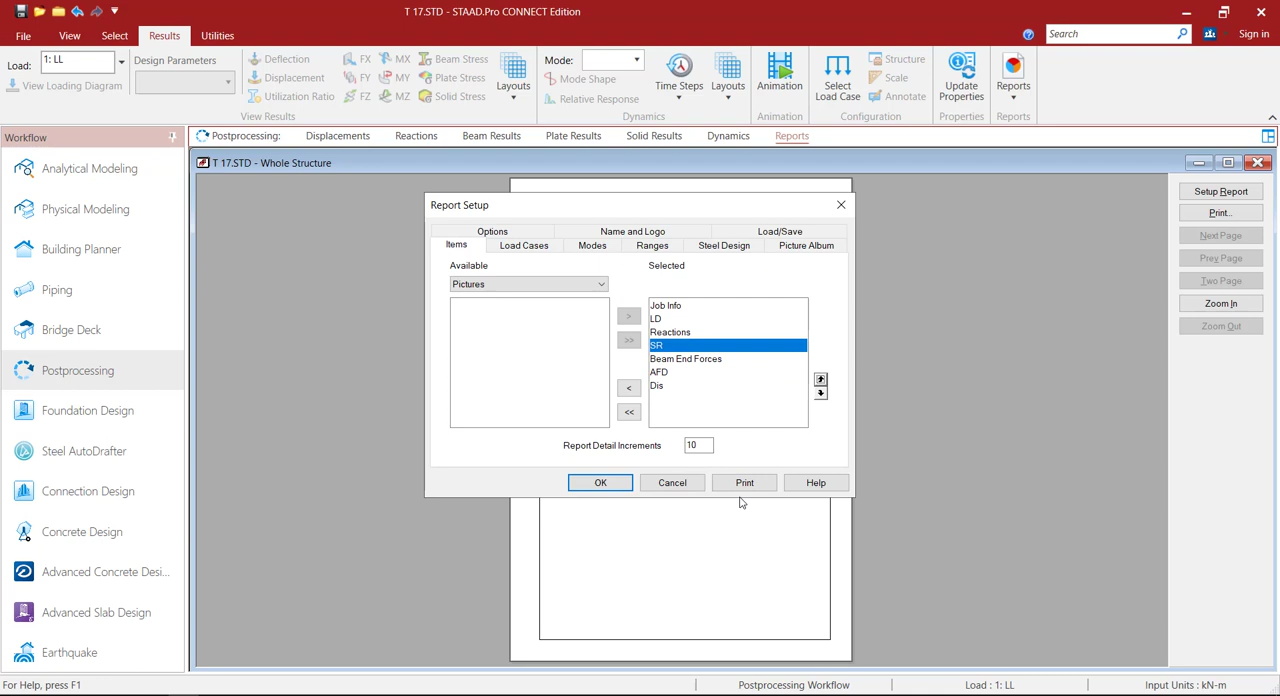 T 17.STD - STAAD.Pro CONNECT Edition
File
View
Select
Results
Utilities
Search
Sign in
Load:
1: LL
Design Parameters
View Loading Diagram
Deflection
Displacement
Utilization Ratio
FX
FY
FZ
MX
MY
MZ
Beam Stress
Plate Stress
Solid Stress
Layouts
View Results
Mode:
Mode Shape
Relative Response
Time Steps
Layouts
Dynamics
Animation
Animation
Select
Load Case
Structure
Scale
Annotate
Configuration
Update
Properties
Properties
Reports
Reports
Workflow
Postprocessing:
Displacements
Reactions
Beam Results
Plate Results
Solid Results
Dynamics
Reports
Analytical Modeling
Physical Modeling
Building Planner
Piping
Bridge Deck
Postprocessing
Foundation Design
Steel AutoDrafter
Connection Design
Concrete Design
Advanced Concrete Desi...
Advanced Slab Design
Earthquake
T 17.STD - Whole Structure
Report Setup
Options
Name and Logo
Load/Save
Items
Load Cases
Modes
Ranges
Steel Design
Picture Album
Available
Selected
Pictures
Job Info
LD
Reactions
SR
Beam End Forces
AFD
Dis
>
>>
<
<<
Report Detail Increments
10
OK
Cancel
Print
Help
Setup Report
Print...
Next Page
Prev Page
Two Page
Zoom In
Zoom Out
For Help, press F1
Postprocessing Workflow
Load : 1: LL
Input Units : kN-m